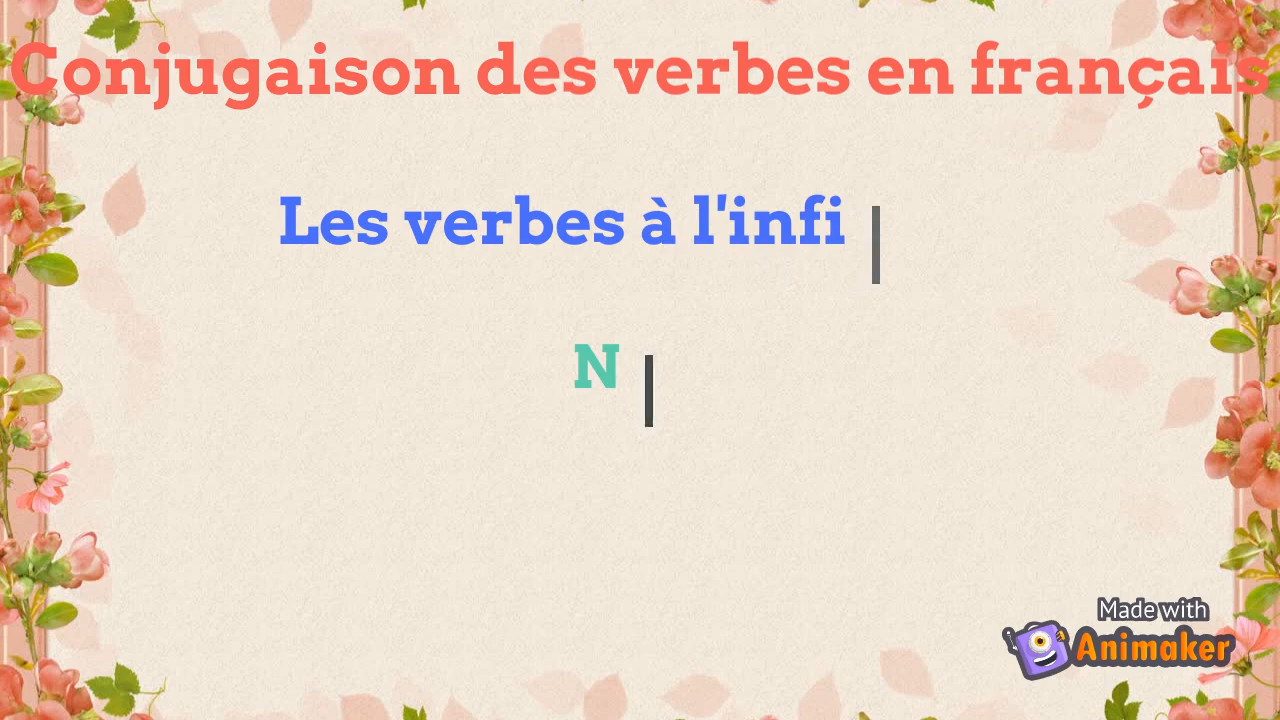 Conjugaison des verbes en français
Les verbes à l'infi
N
Made with
Animaker